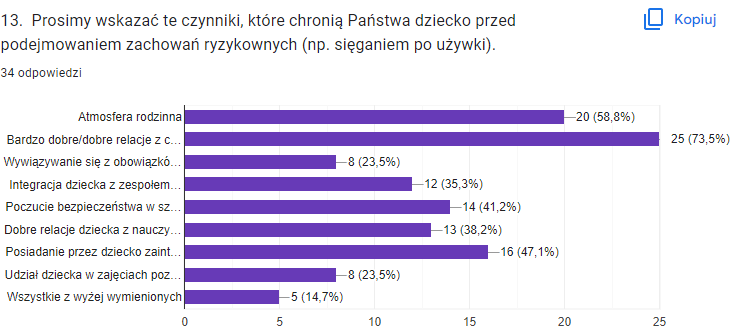 13. Prosimy wskazać te czynniki, które chronią Państwa dziecko przed
podejmowaniem zachowań ryzykownych (np. sięganiem po używki).
Kopiuj
34 odpowiedzi
Atmosfera rodzinna
20 (58,8%)
Bardzo dobre/dobre relacje z c…
25 (73,5%)
Wywiązywanie się z obowiązkó…
8 (23,5%)
Integracja dziecka z zespołem…
12 (35,3%)
Poczucie bezpieczeństwa w sz…
14 (41,2%)
Dobre relacje dziecka z nauczy…
13 (38,2%)
Posiadanie przez dziecko zaint…
16 (47,1%)
Udział dziecka w zajęciach poz…
8 (23,5%)
Wszystkie z wyżej wymienionych
5 (14,7%)
0 5 10 15 20 25